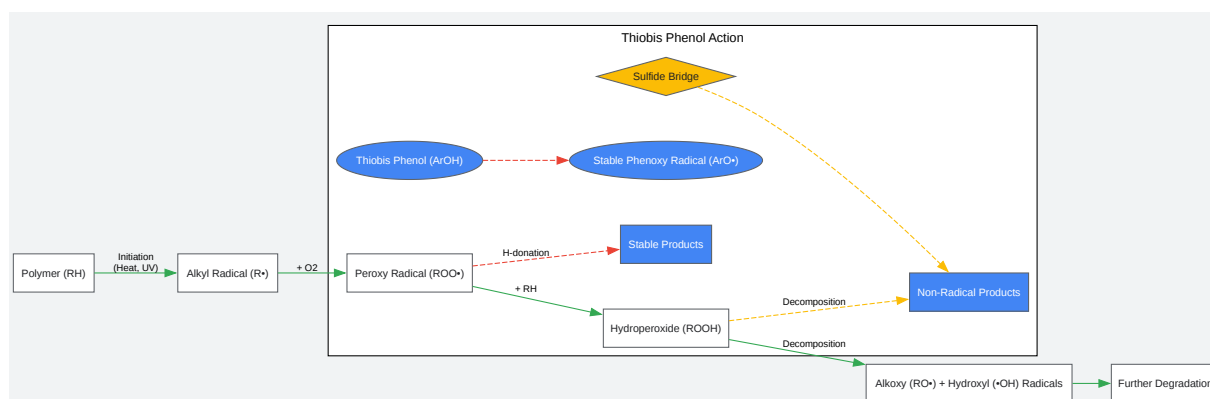 Thiobis Phenol Action
Sulfide Bridge
Thiobis Phenol (ArOH)
Stable Phenoxy Radical (ArO•)
Stable Products
H-donation
Initiation
(Heat, UV)
+ O2
Polymer (RH)
Alkyl Radical (R•)
Peroxy Radical (ROO•)
+ RH
Non-Radical Products
Decomposition
Hydroperoxide (ROOH)
Decomposition
Alkoxy (RO•) + Hydroxyl (•OH) Radicals
Further Degradation